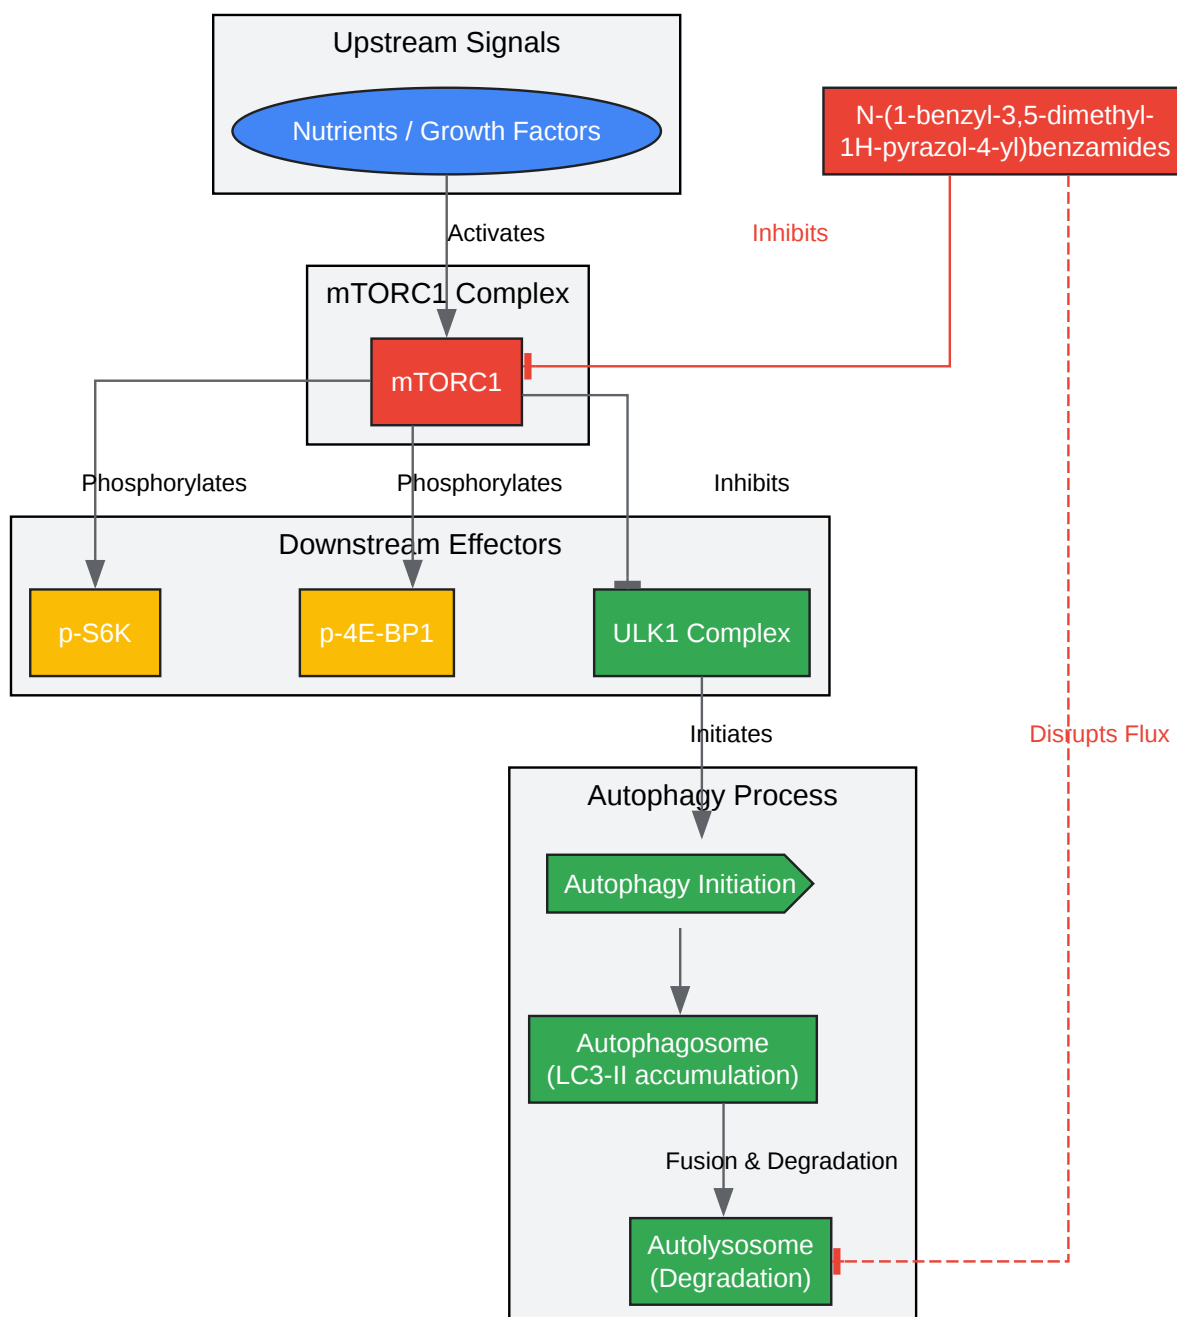 Upstream Signals
Nutrients / Growth Factors
N-(1-benzyl-3,5-dimethyl-
1H-pyrazol-4-yl)benzamides
Activates
Inhibits
mTORC1 Complex
mTORC1
Phosphorylates
Phosphorylates
Inhibits
Downstream Effectors
p-S6K
p-4E-BP1
ULK1 Complex
Initiates
Disrupts Flux
Autophagy Process
Autophagy Initiation
Autophagosome
(LC3-II accumulation)
Fusion & Degradation
Autolysosome
(Degradation)